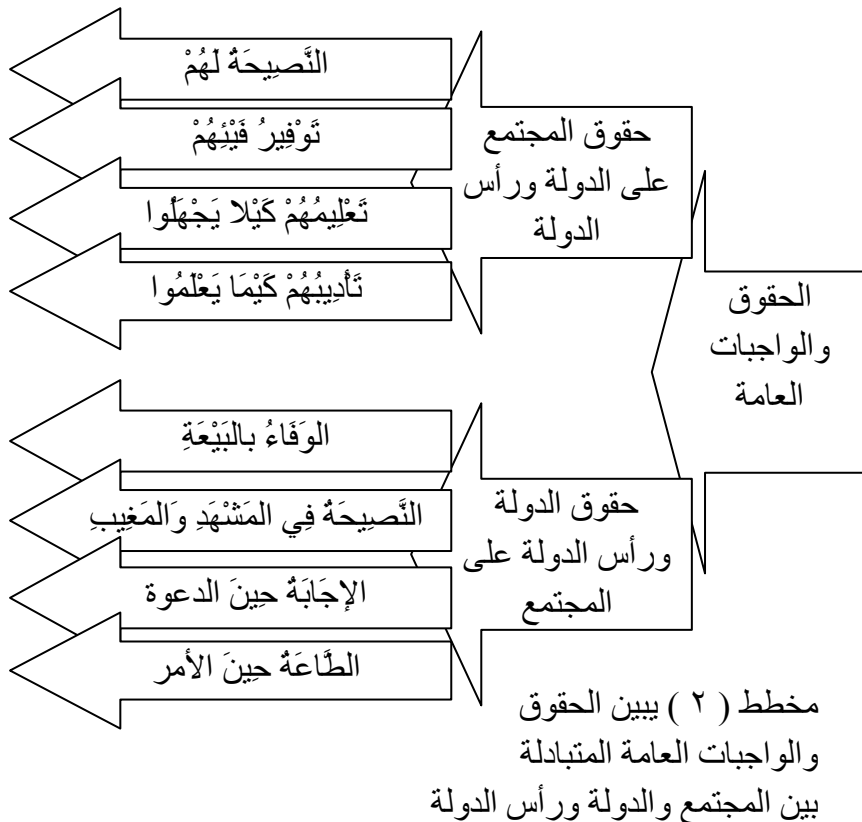 الحقوق
والواجبات
العامة
حقوق المجتمع
على الدولة ورأس
الدولة
النَّصِيحَةُ لَهُمْ
تَوْفِيرُ فَيْئِهُمْ
تَعْلِيمُهُمْ كَيْلا يَجْهَلُوا
تَأْدِيبُهُمْ كَيْمَا يَعْلَمُوا
حقوق الدولة
ورأس الدولة على
المجتمع
الوَفَاءُ بالبَيْعَةِ
النَّصِيحَةُ فِي المَشْهَدِ وَالمَغِيبِ
الإجَابَةُ حِينَ الدعوة
الطَّاعَةُ حِينَ الأمر
مخطط ( ٢ ) يبين الحقوق
والواجبات العامة المتبادلة
بين المجتمع والدولة ورأس الدولة